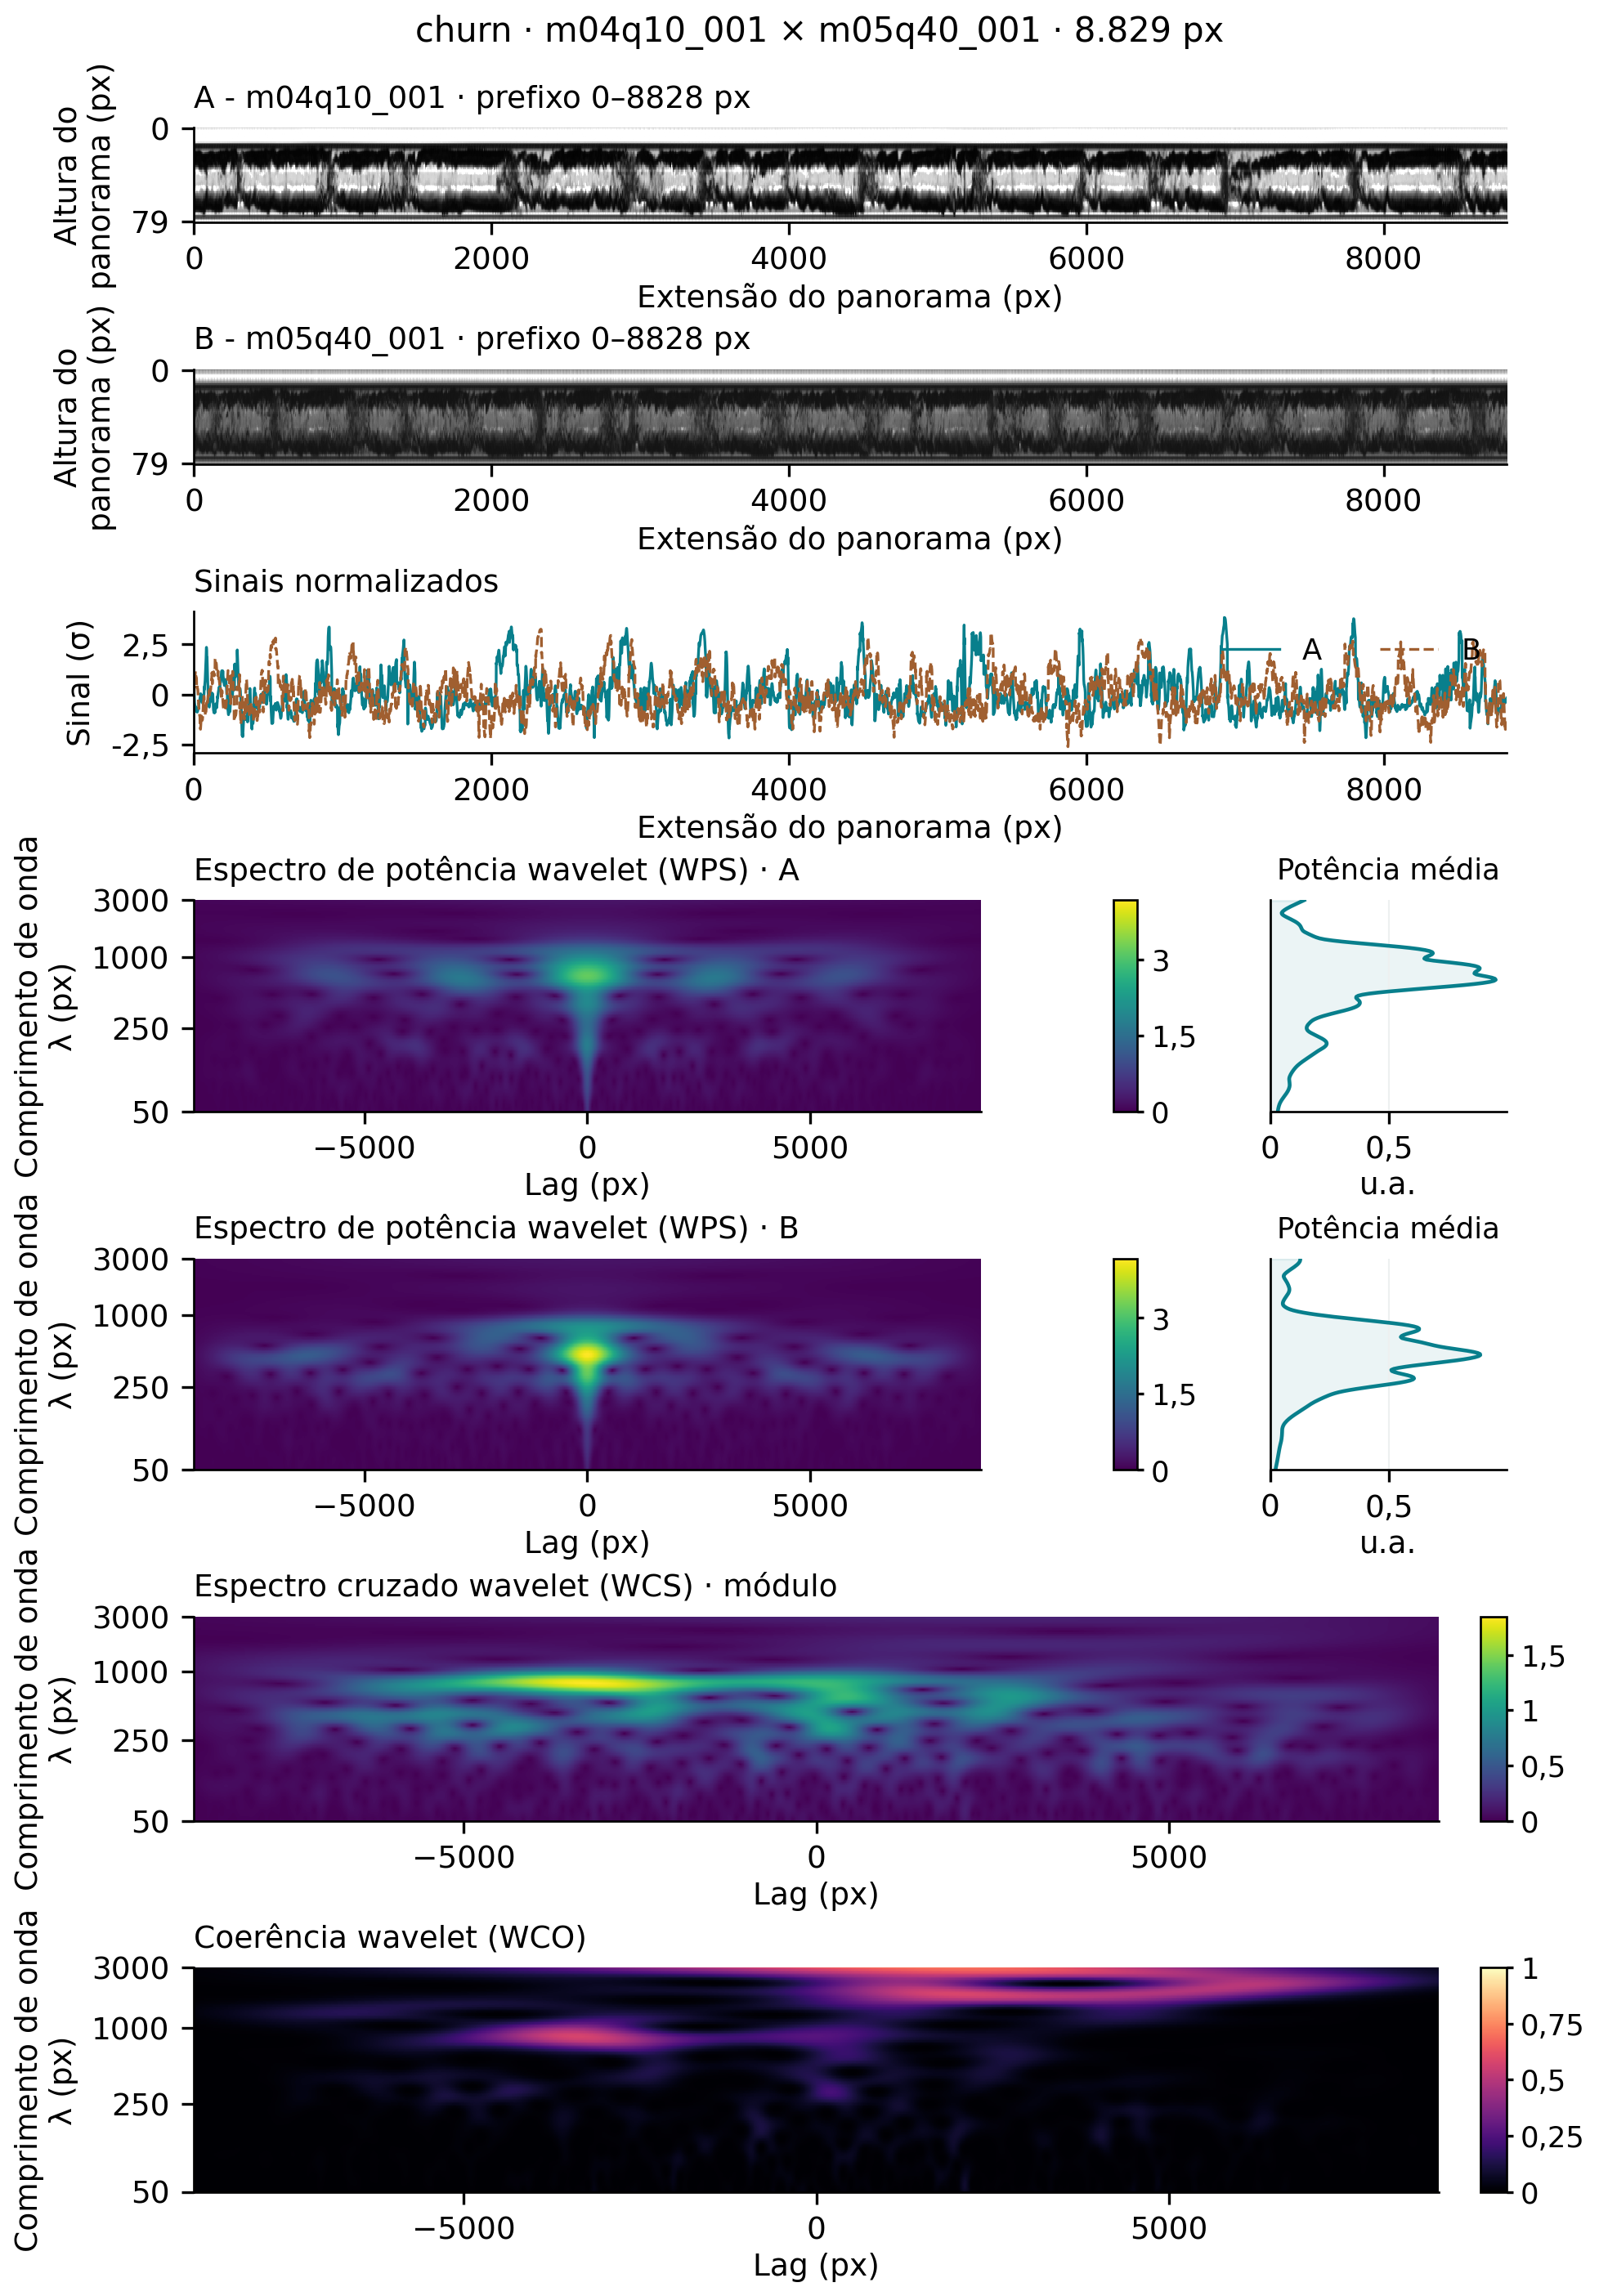 churn · m04q10_001 × m05q40_001 · 8.829 px
A - m04q10_001 · prefixo 0–8828 px
Altura do
panorama (px)
0
79
0 2000 4000 6000 8000
Extensão do panorama (px)
B - m05q40_001 · prefixo 0–8828 px
Altura do
panorama (px)
0
79
0 2000 4000 6000 8000
Extensão do panorama (px)
Sinais normalizados
Sinal (σ)
2,5
0
-2,5
A B
0 2000 4000 6000 8000
Extensão do panorama (px)
Espectro de potência wavelet (WPS) · A
Comprimento de onda
λ (px)
3000
1000
250
50
−5000 0 5000
Lag (px)
3
1,5
0
Potência média
0 0,5
u.a.
Espectro de potência wavelet (WPS) · B
Comprimento de onda
λ (px)
3000
1000
250
50
−5000 0 5000
Lag (px)
3
1,5
0
Potência média
0 0,5
u.a.
Espectro cruzado wavelet (WCS) · módulo
Comprimento de onda
λ (px)
3000
1000
250
50
−5000 0 5000
Lag (px)
1,5
1
0,5
0
Coerência wavelet (WCO)
Comprimento de onda
λ (px)
3000
1000
250
50
−5000 0 5000
Lag (px)
1
0,75
0,5
0,25
0